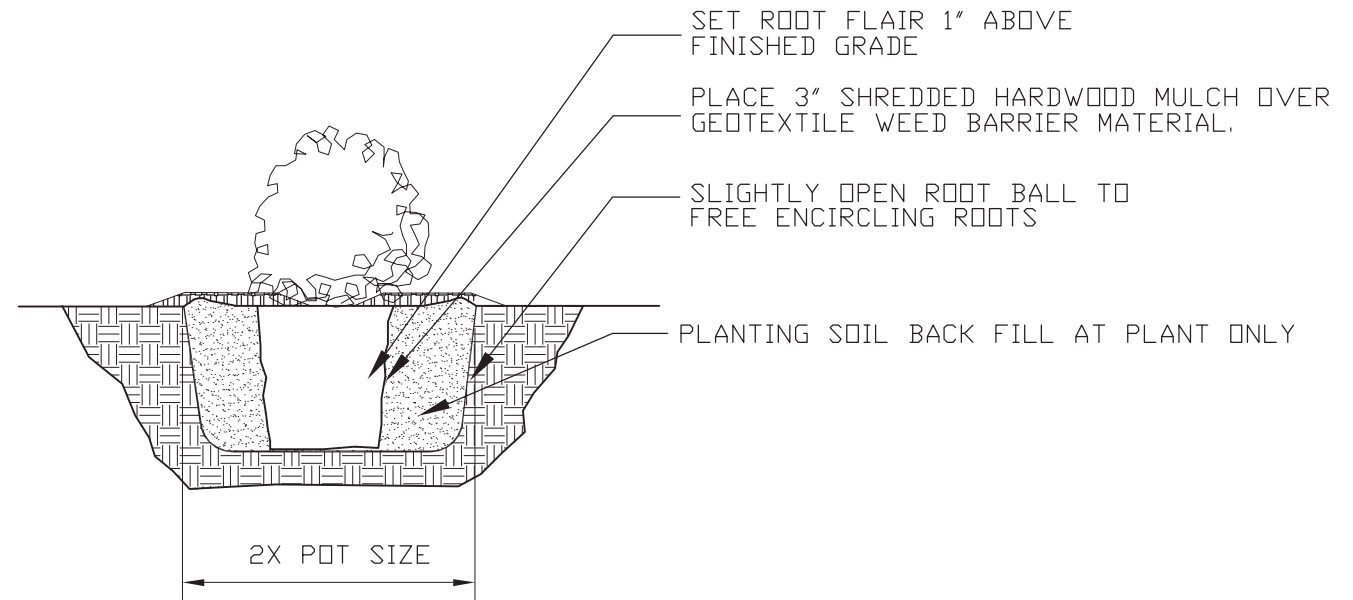 SET ROOT FLAIR 1" ABOVE
FINISHED GRADE
PLACE 3" SHREDDED HARDWOOD MULCH OVER
GEOTEXTILE WEED BARRIER MATERIAL.
SLIGHTLY OPEN ROOT BALL TO
FREE ENCIRCLING ROOTS
PLANTING SOIL BACK FILL AT PLANT ONLY
2X POT SIZE